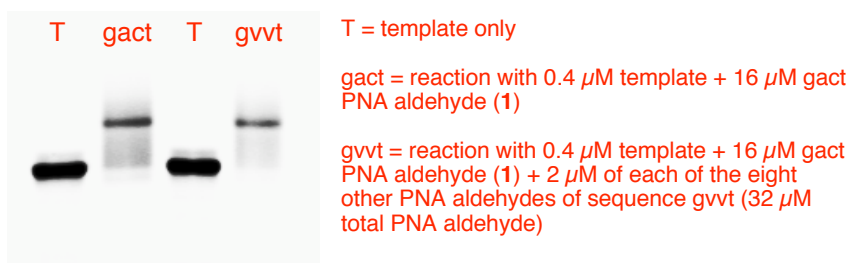 T gact T gvvt
T = template only
gact = reaction with 0.4 µM template + 16 µM gact
PNA aldehyde (1)
gvvt = reaction with 0.4 µM template + 16 µM gact
PNA aldehyde (1) + 2 µM of each of the eight
other PNA aldehydes of sequence gvvt (32 µM
total PNA aldehyde)